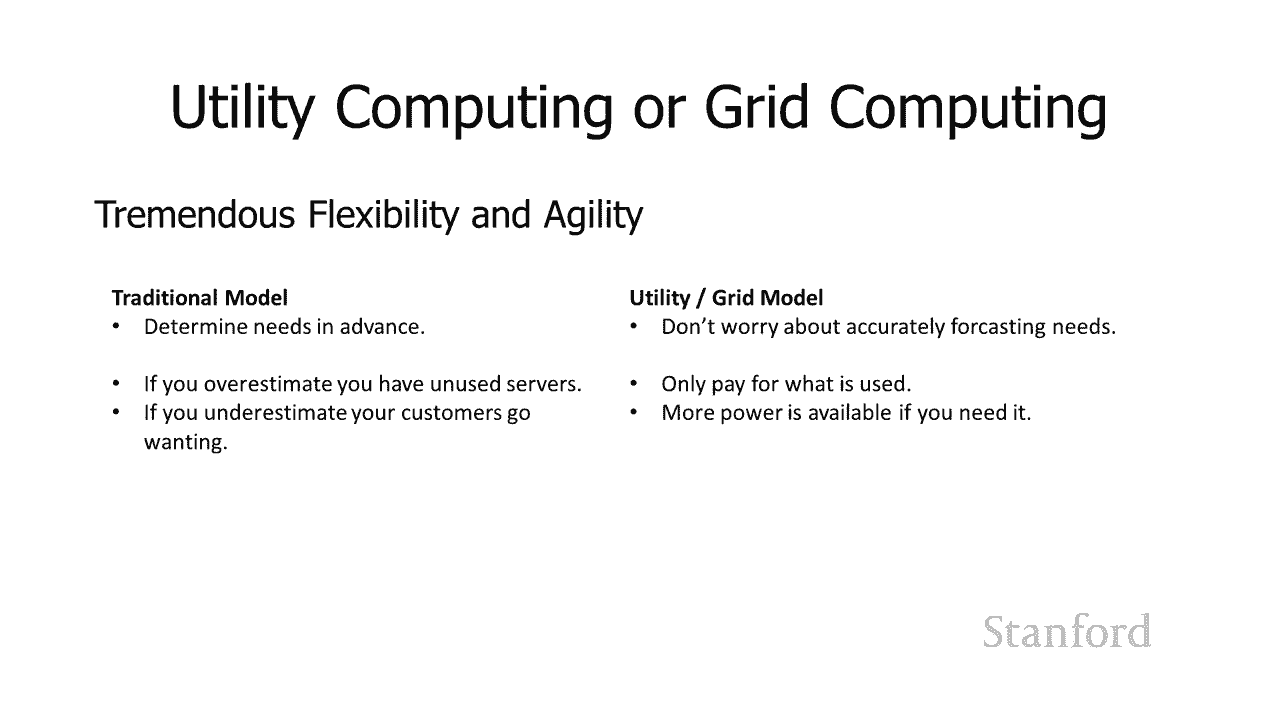 Utility Computing or Grid Computing
Tremendous Flexibility and Agility
Traditional Model
• Determine needs in advance.
• If you overestimate you have unused servers.
• If you underestimate your customers go
wanting.
Utility / Grid Model
• Don’t worry about accurately forcasting needs.
• Only pay for what is used.
• More power is available if you need it.
Stanford